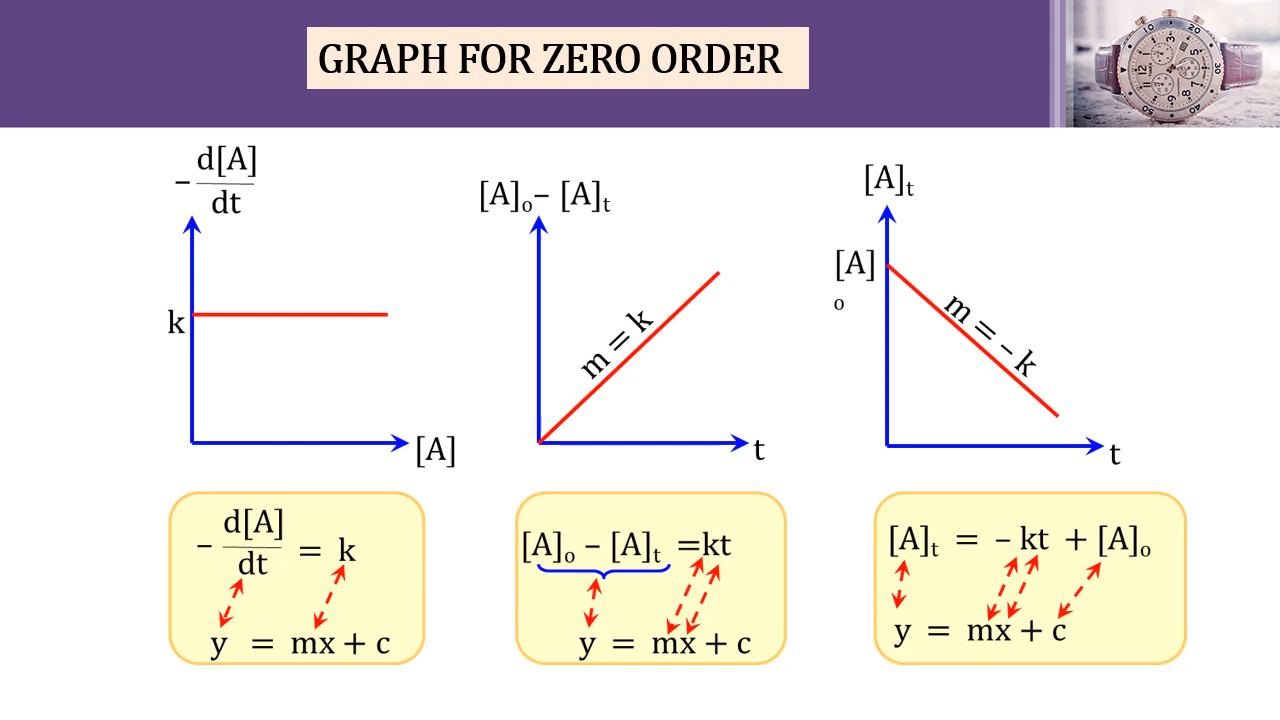 GRAPH FOR ZERO ORDER
– d[A]
dt
k
[A]
[A]ₒ– [A]ₜ
m = k
t
[A]ₜ
[A]
o
m = – k
t
– d[A]
dt = k
y = mx + c
[A]ₒ – [A]ₜ =kt
y = mx + c
[A]ₜ = – kt + [A]ₒ
y = mx + c